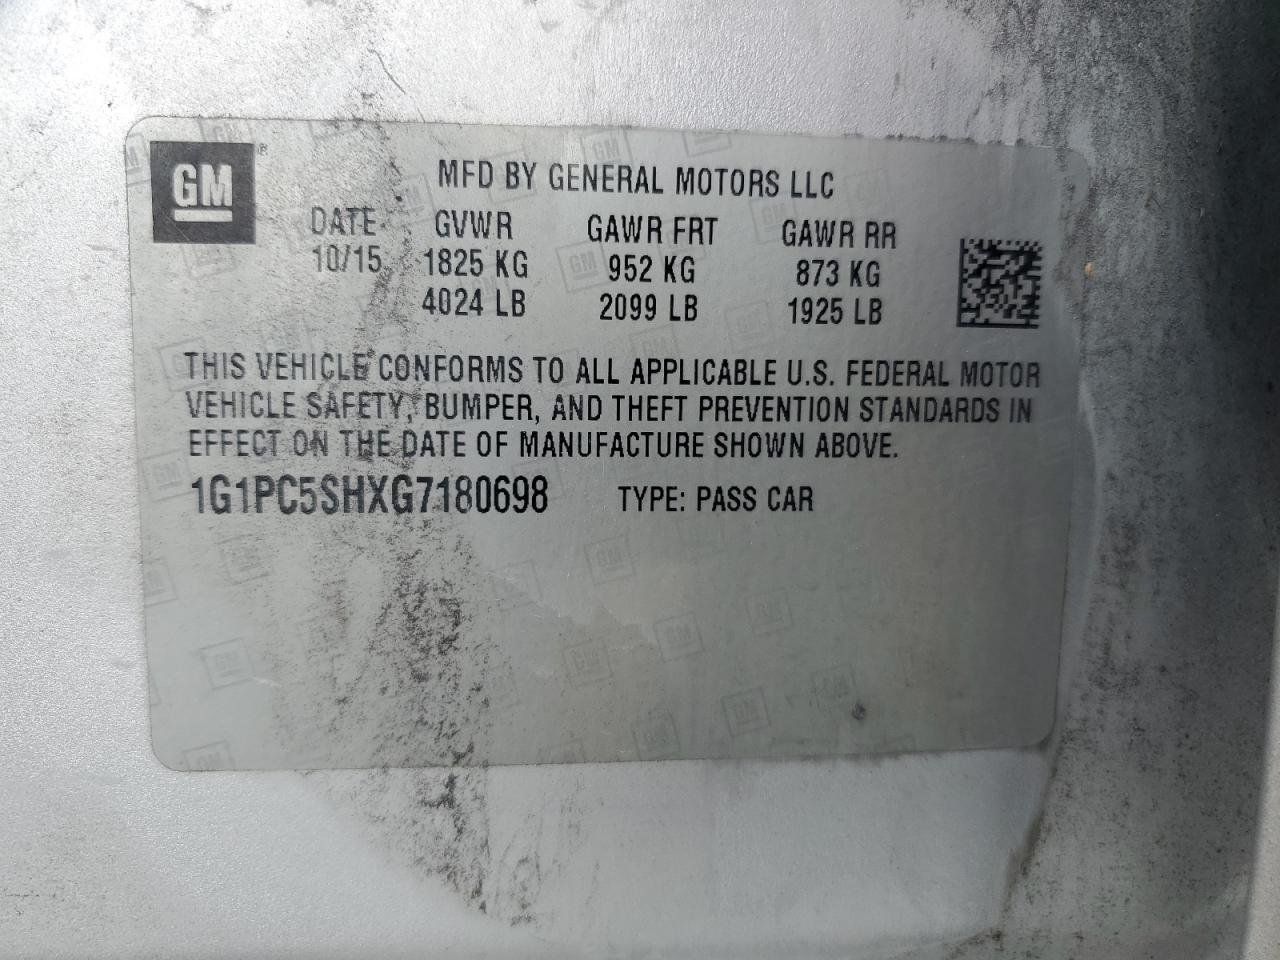 GM®
MFD BY GENERAL MOTORS LLC
DATE GVWR GAWR FRT GAWR RR
10/15 1825 KG 952 KG 873 KG
4024 LB 2099 LB 1925 LB
THIS VEHICLE CONFORMS TO ALL APPLICABLE U.S. FEDERAL MOTOR
VEHICLE SAFETY, BUMPER, AND THEFT PREVENTION STANDARDS IN
EFFECT ON THE DATE OF MANUFACTURE SHOWN ABOVE.
1G1PC5SHXG7180698 TYPE: PASS CAR